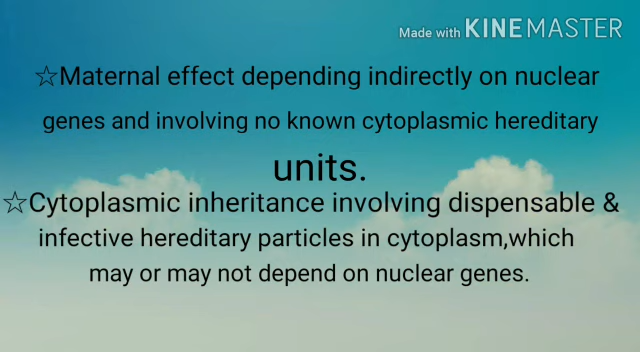 Made with KINEMASTER
☆Maternal effect depending indirectly on nuclear
genes and involving no known cytoplasmic hereditary
units.
☆Cytoplasmic inheritance involving dispensable &
infective hereditary particles in cytoplasm,which
may or may not depend on nuclear genes.